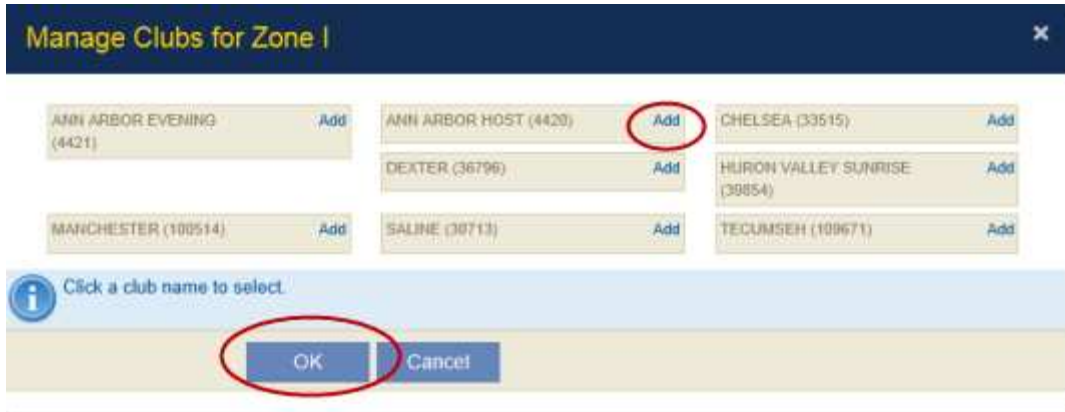 Manage Clubs for Zone I ×
ANN ARBOR EVENING (4421) Add
ANN ARBOR HOST (4420) Add
CHELSEA (33515) Add
DEXTER (36796) Add
HURON VALLEY SUNRISE (39854) Add
MANCHESTER (100514) Add
SALINE (30713) Add
TECUMSEH (109671) Add
Click a club name to select.
OK Cancel